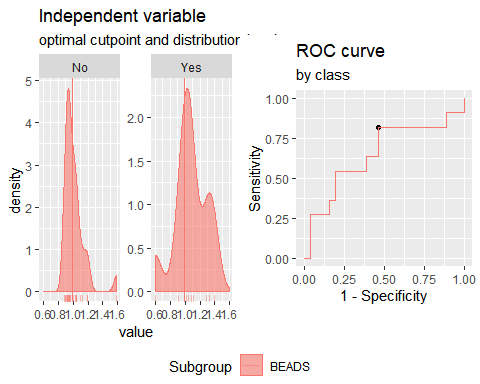 Independent variable
optimal cutpoint and distribution
No
Yes
density
5
4
3
2
1
0
2.0
1.5
1.0
0.5
0.0
0.60.81.01.21.41.6
0.60.81.01.21.41.6
value
ROC curve
by class
Sensitivity
1.00
0.75
0.50
0.25
0.00
0.00 0.25 0.50 0.75 1.00
1 - Specificity
Subgroup
BEADS